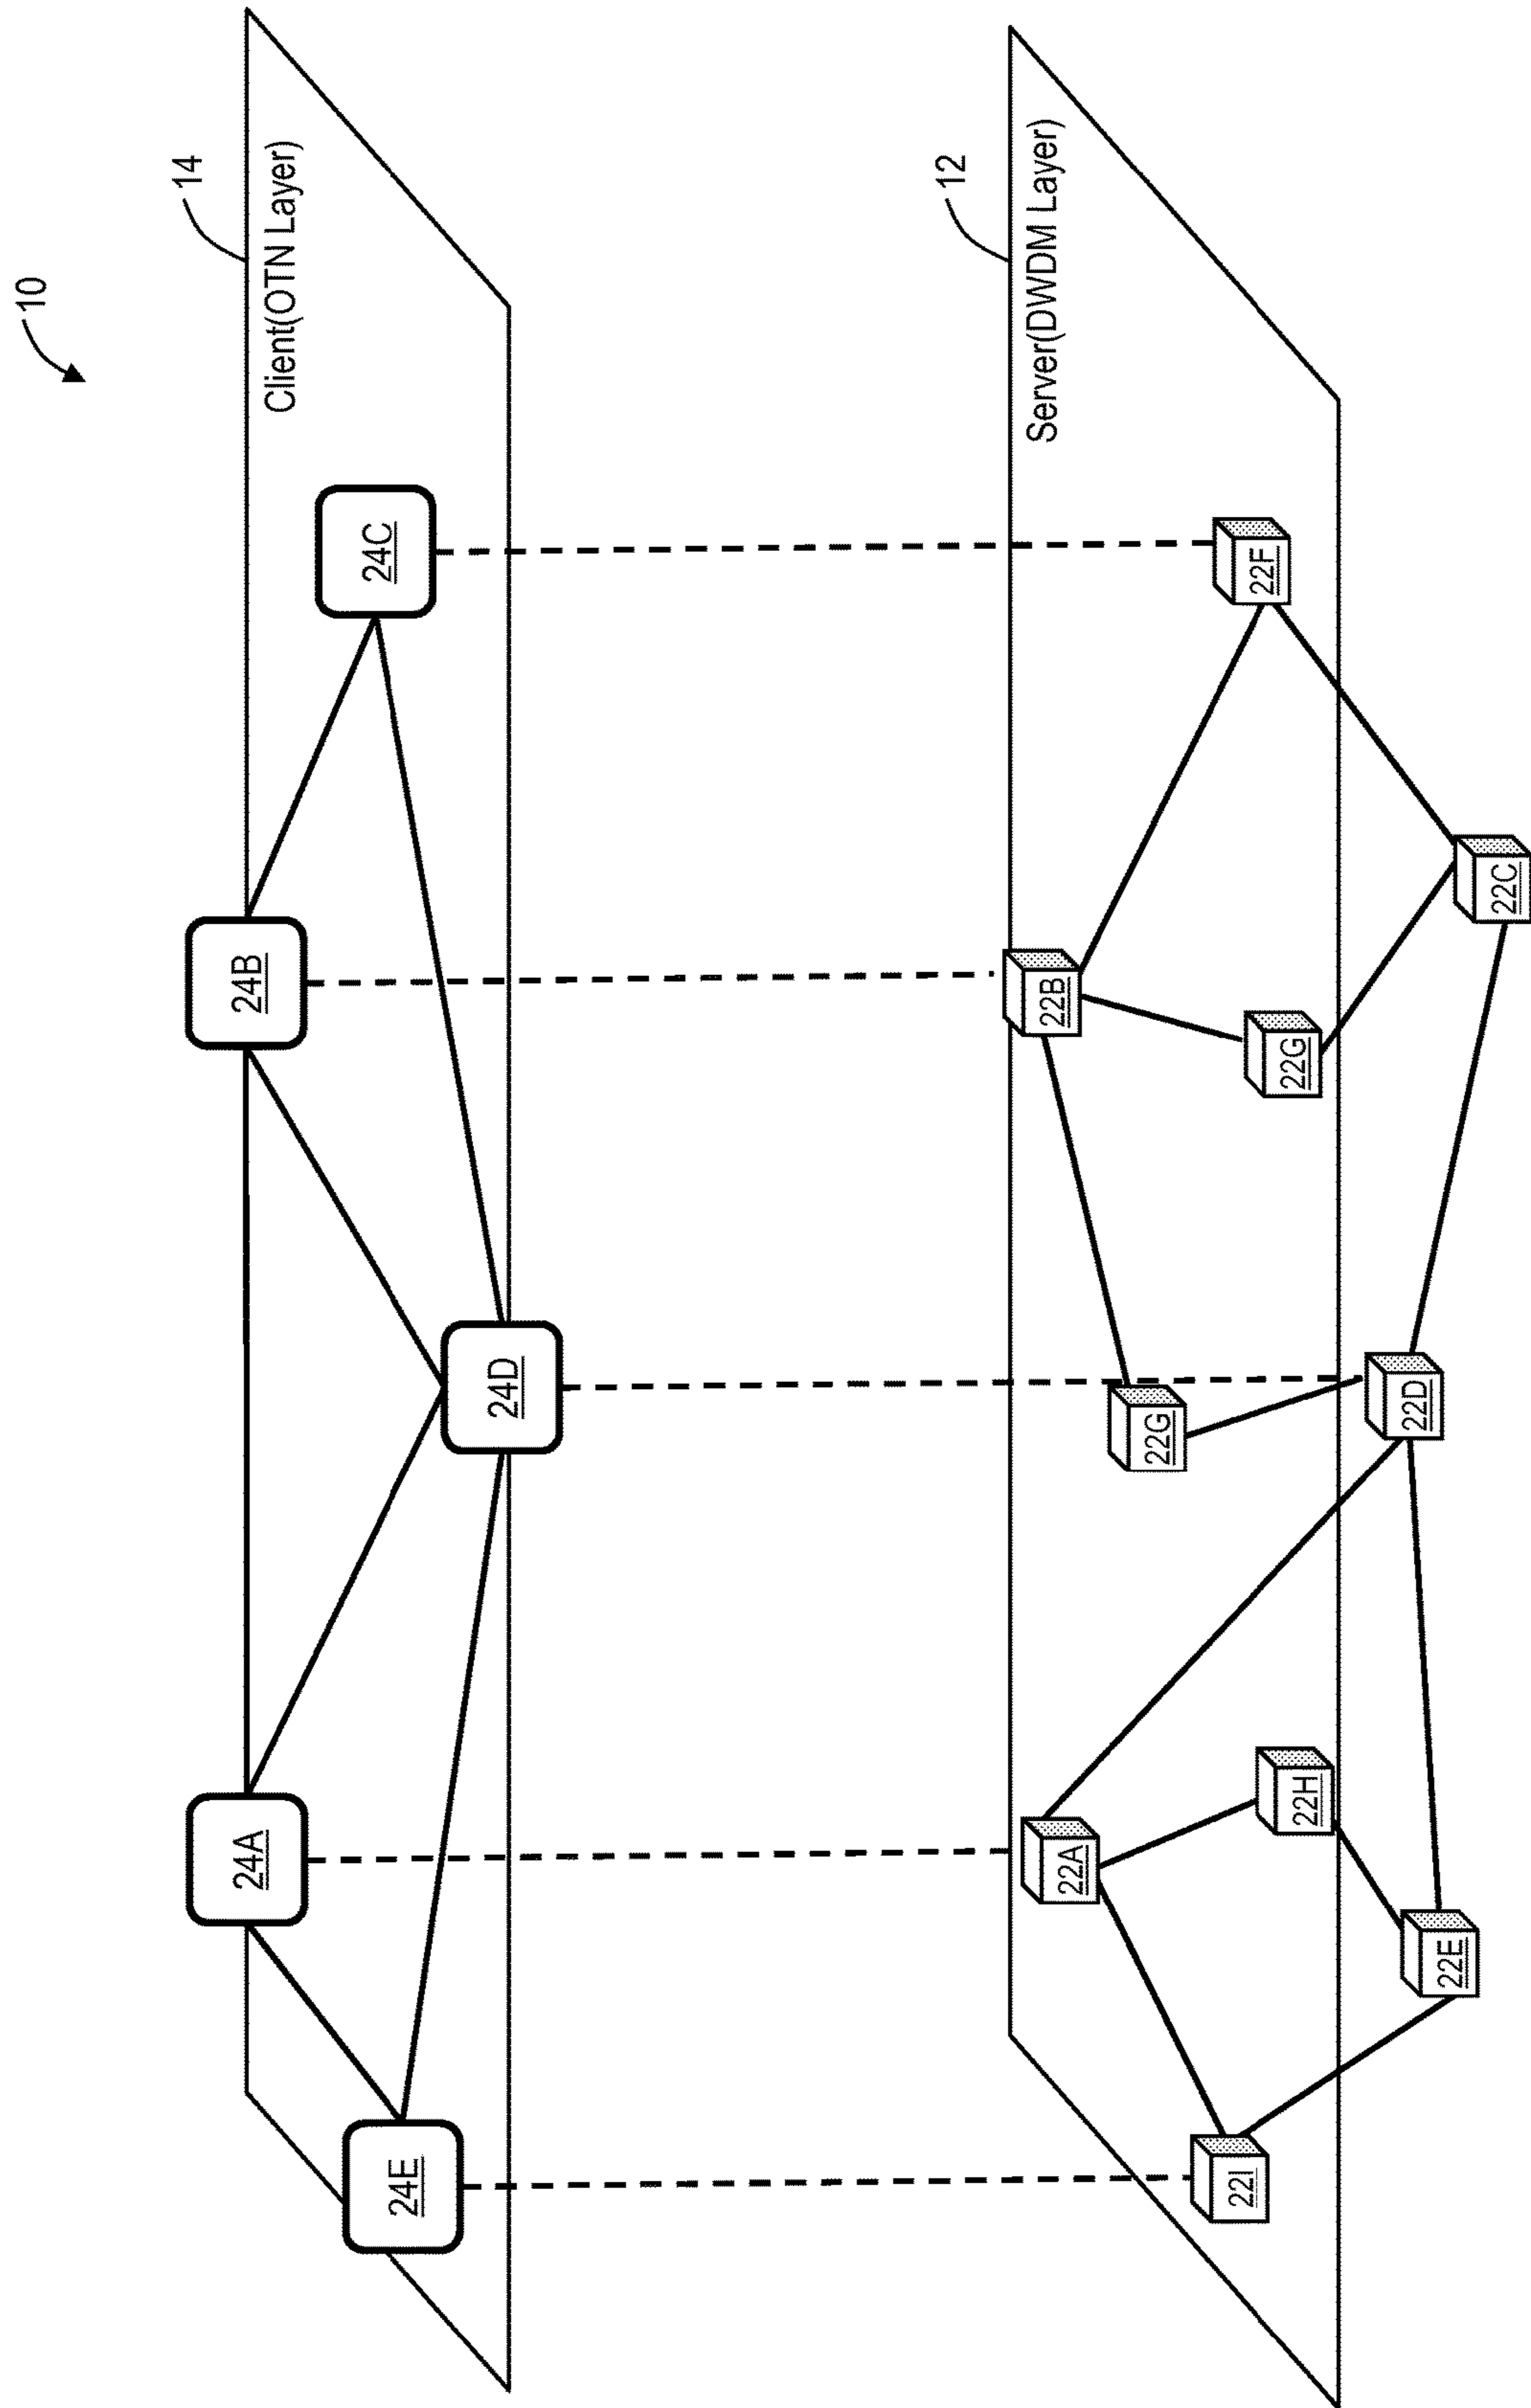 10
14
Client(OTN Layer)
24E
24A
24D
24B
24C
12
Server(DWDM Layer)
22I
22A
22H
22E
22G
22D
22B
22G
22F
22C